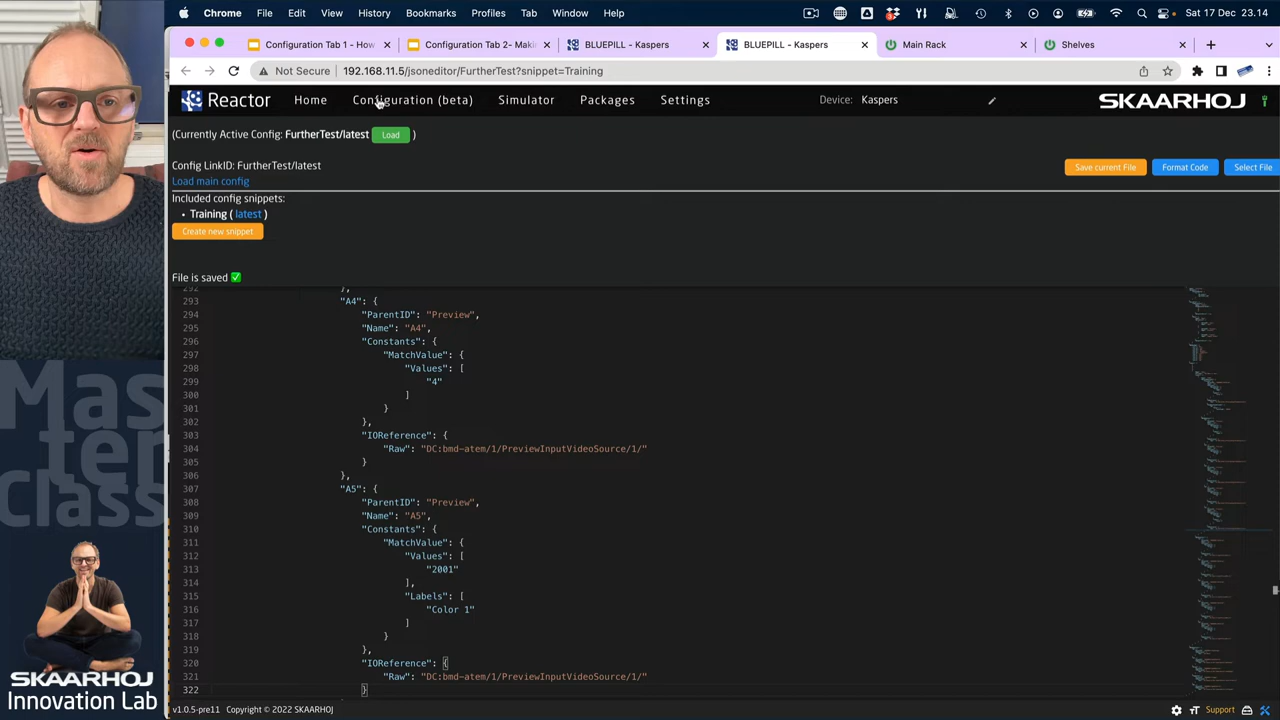 Chrome File Edit View History Bookmarks Profiles Tab Window Help Sat 17 Dec 23.14
Configuration Tab 1 - How Configuration Tab 2- Maki BLUEPILL - Kaspers BLUEPILL - Kaspers Main Rack Shelves
Not Secure 192.168.11.5/jsoneditor/FurtherTest?snippet=Training
Reactor Home Configuration (beta) Simulator Packages Settings Device: Kaspers SKAARHOJ
(Currently Active Config: FurtherTest/latest Load )
Config LinkID: FurtherTest/latest
Save current File Format Code Select File
Load main config
Included config snippets:
• Training ( latest )
Create new snippet
File is saved
292 },
293 "A4": {
294 "ParentID": "Preview",
295 "Name": "A4",
296 "Constants": {
297 "MatchValue": {
298 "Values": [
299 "4"
300 ]
301 }
302 },
303 "IOReference": {
304 "Raw": "DC:bmd-atem/1/PreviewInputVideoSource/1/"
305 }
306 },
307 "A5": {
308 "ParentID": "Preview",
309 "Name": "A5",
310 "Constants": {
311 "MatchValue": {
312 "Values": [
313 "2001"
314 ],
315 "Labels": [
316 "Color 1"
317
318 }
319 },
320 "IOReference": {
321 "Raw": "DC:bmd-atem/1/PreviewInputVideoSource/1/"
322 }
Master
Class
SKAARHOJ
Innovation Lab
v1.0.5-pre11 Copyright © 2022 SKAARHOJ
Support